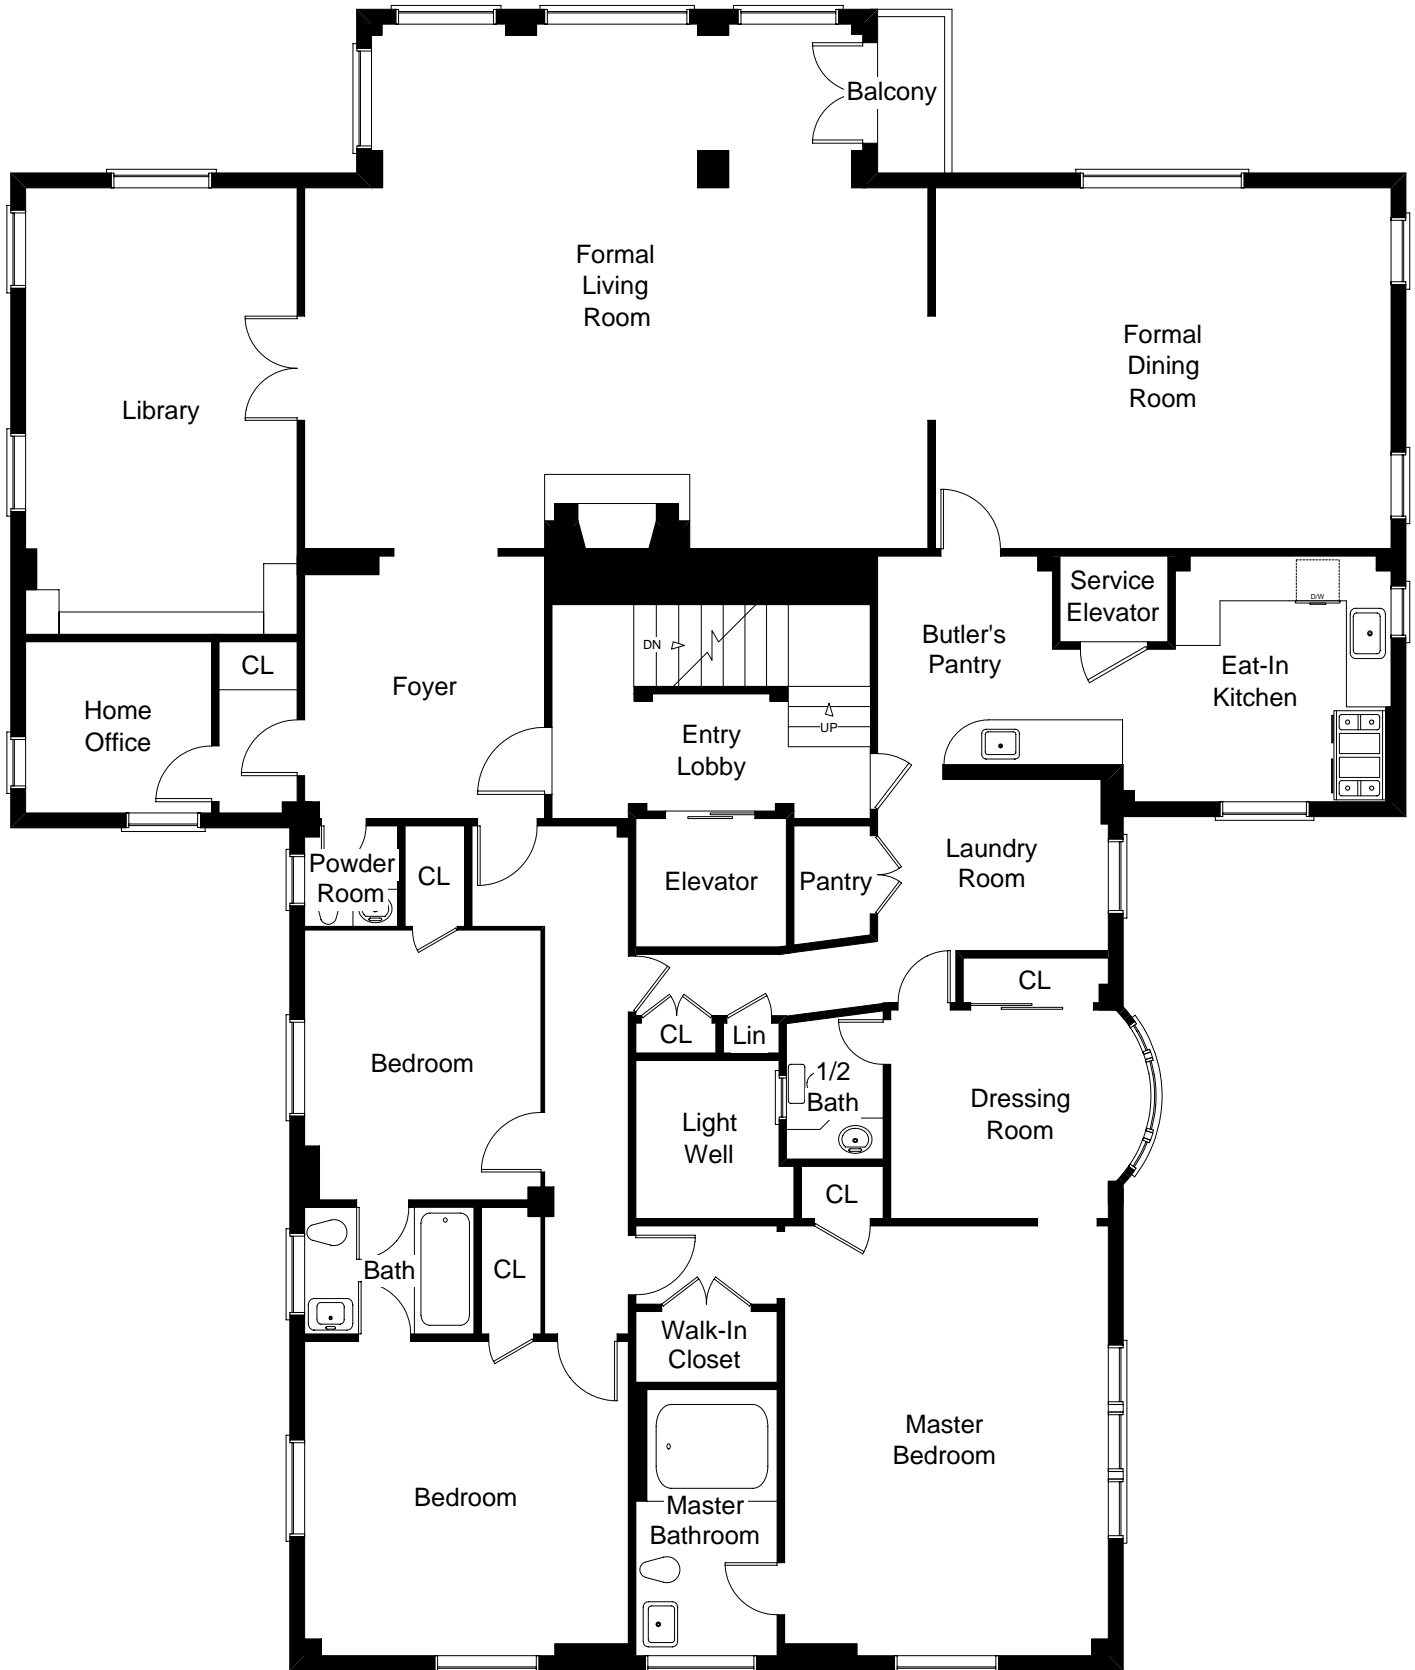 Balcony
Formal
Living
Room
Formal
Dining
Room
Library
Service
Elevator
D/W
Butler's
Pantry
Eat-In
Kitchen
DN
UP
CL
Foyer
Home
Office
Entry
Lobby
Powder
Room
CL
Elevator
Pantry
Laundry
Room
CL
CL
Lin
Bedroom
1/2
Bath
Dressing
Room
Light
Well
CL
Bath
CL
Walk-In
Closet
Master
Bedroom
Bedroom
Master
Bathroom